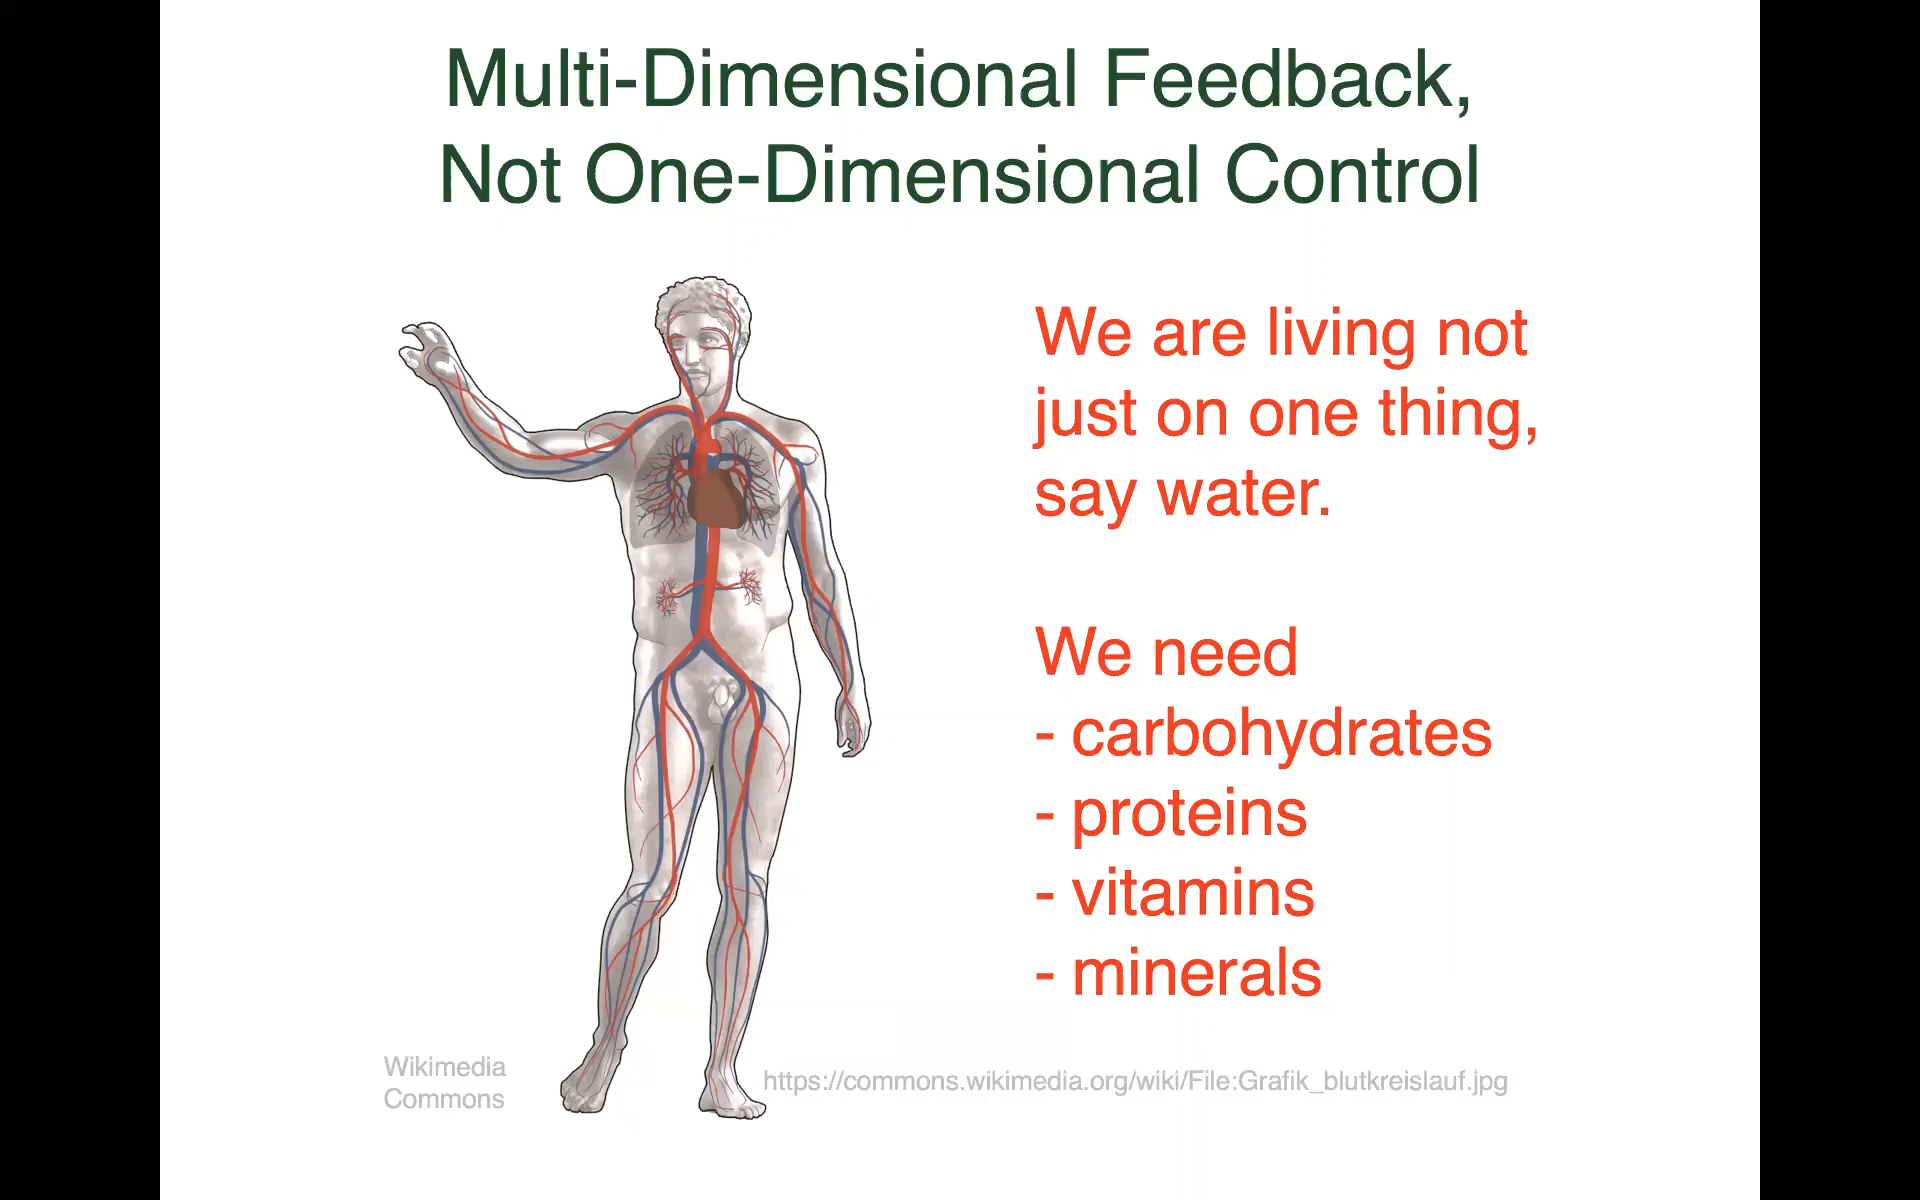 Multi-Dimensional Feedback,
Not One-Dimensional Control
We are living not
just on one thing,
say water.
We need
- carbohydrates
- proteins
- vitamins
- minerals
Wikimedia
Commons
https://commons.wikimedia.org/wiki/File:Grafik_blutkreislauf.jpg